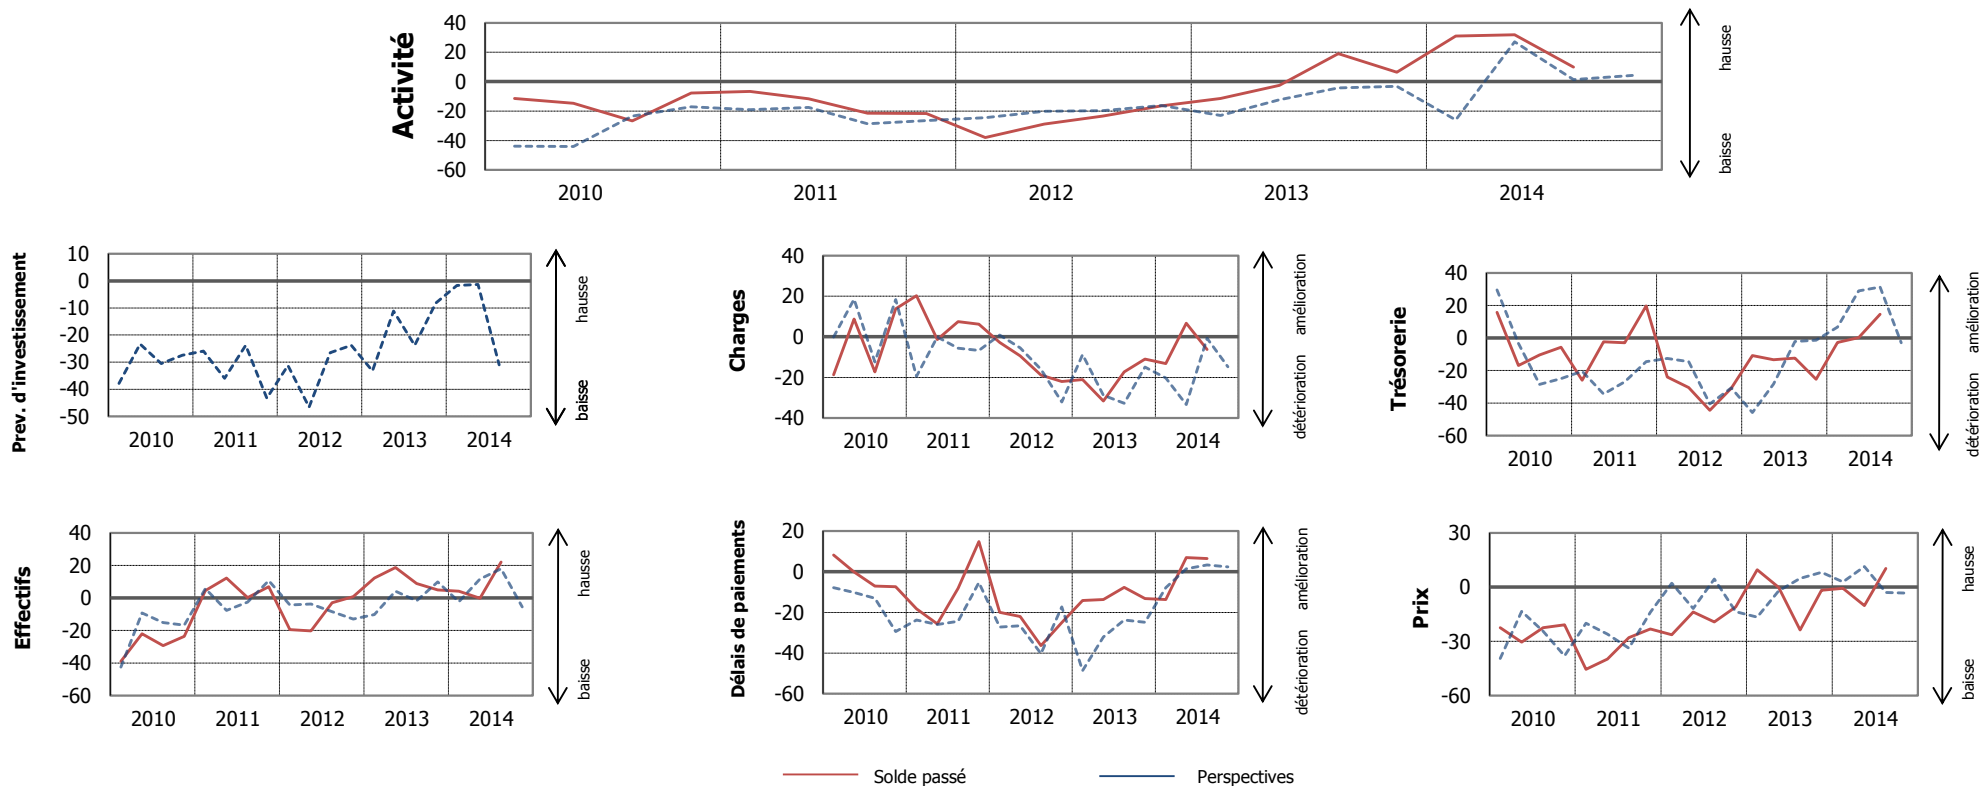 Activité
40
20
0
-20
-40
-60
2010 2011 2012 2013 2014
hausse
baisse
Prev. d'investissement
10
0
-10
-20
-30
-40
-50
2010 2011 2012 2013 2014
hausse
baisse
Charges
40
20
0
-20
-40
2010 2011 2012 2013 2014
amélioration
détérioration
Trésorerie
40
20
0
-20
-40
-60
2010 2011 2012 2013 2014
amélioration
détérioration
Effectifs
40
20
0
-20
-40
-60
2010 2011 2012 2013 2014
hausse
baisse
Délais de paiements
20
0
-20
-40
-60
2010 2011 2012 2013 2014
amélioration
détérioration
Prix
30
0
-30
-60
2010 2011 2012 2013 2014
hausse
baisse
Solde passé Perspectives